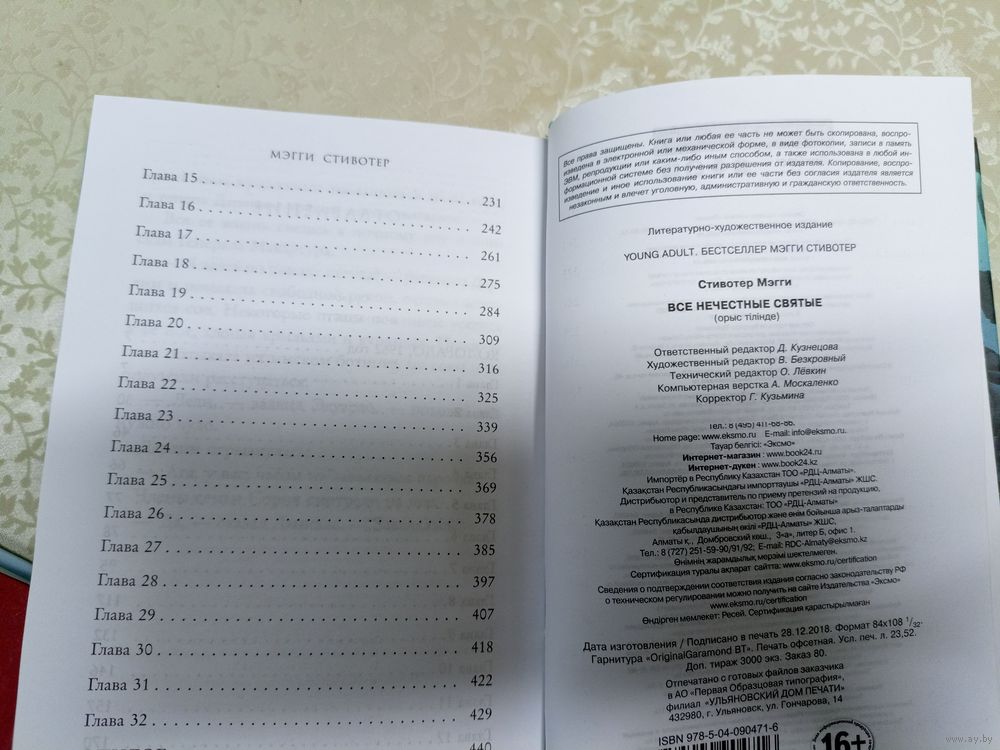 МЭГГИ СТИВОТЕР
Глава 15 . . . . . . . . . . . . . . . . . . . . . . . . . . . . . . 231
Глава 16 . . . . . . . . . . . . . . . . . . . . . . . . . . . . . . 242
Глава 17 . . . . . . . . . . . . . . . . . . . . . . . . . . . . . . 261
Глава 18 . . . . . . . . . . . . . . . . . . . . . . . . . . . . . . 275
Глава 19 . . . . . . . . . . . . . . . . . . . . . . . . . . . . . . 284
Глава 20 . . . . . . . . . . . . . . . . . . . . . . . . . . . . . . 309
Глава 21 . . . . . . . . . . . . . . . . . . . . . . . . . . . . . . 316
Глава 22 . . . . . . . . . . . . . . . . . . . . . . . . . . . . . . 325
Глава 23 . . . . . . . . . . . . . . . . . . . . . . . . . . . . . . 339
Глава 24 . . . . . . . . . . . . . . . . . . . . . . . . . . . . . . 356
Глава 25 . . . . . . . . . . . . . . . . . . . . . . . . . . . . . . 369
Глава 26 . . . . . . . . . . . . . . . . . . . . . . . . . . . . . . 378
Глава 27 . . . . . . . . . . . . . . . . . . . . . . . . . . . . . . 385
Глава 28 . . . . . . . . . . . . . . . . . . . . . . . . . . . . . . 397
Глава 29 . . . . . . . . . . . . . . . . . . . . . . . . . . . . . . 407
Глава 30 . . . . . . . . . . . . . . . . . . . . . . . . . . . . . . 418
Глава 31 . . . . . . . . . . . . . . . . . . . . . . . . . . . . . . 422
Глава 32 . . . . . . . . . . . . . . . . . . . . . . . . . . . . . . 429
440
Все права защищены. Книга или любая ее часть не может быть скопирована, воспро-
изведена в электронной или механической форме, в виде фотокопии, записи в память
ЭВМ, репродукции или каким-либо иным способом, а также использована в любой ин-
формационной системе без получения разрешения от издателя. Копирование, воспро-
изведение и иное использование книги или ее части без согласия издателя является
незаконным и влечет уголовную, административную и гражданскую ответственность.
Литературно-художественное издание
YOUNG ADULT. БЕСТСЕЛЛЕР МЭГГИ СТИВОТЕР
Стивотер Мэгги
ВСЕ НЕЧЕСТНЫЕ СВЯТЫЕ
(орыс тілінде)
Ответственный редактор Д. Кузнецова
Художественный редактор В. Безкровный
Технический редактор О. Лёвкин
Компьютерная верстка А. Москаленко
Корректор Г. Кузьмина
Тел.: 8 (495) 411-68-86.
Home page: www.eksmo.ru E-mail: info@eksmo.ru.
Тауар белгісі: «Эксмо»
Интернет-магазин : www.book24.ru
Интернет-дүкен : www.book24.kz
Импортёр в Республику Казахстан ТОО «РДЦ-Алматы».
Қазақстан Республикасындағы импорттаушы «РДЦ-Алматы» ЖШС.
Дистрибьютор и представитель по приему претензий на продукцию,
в Республике Казахстан: ТОО «РДЦ-Алматы»
Қазақстан Республикасында дистрибьютор және өнім бойынша арыз-талаптарды
қабылдаушының өкілі «РДЦ-Алматы» ЖШС,
Алматы қ., Домбровский көш., 3«а», литер Б, офис 1.
Тел.: 8 (727) 251-59-90/91/92; E-mail: RDC-Almaty@eksmo.kz
Өнімнің жарамдылық мерзімі шектелмеген.
Сертификация туралы ақпарат сайтта: www.eksmo.ru/certification
Сведения о подтверждении соответствия издания согласно законодательству РФ
о техническом регулировании можно получить на сайте Издательства «Эксмо»
www.eksmo.ru/certification
Өндірген мемлекет: Ресей. Сертификация қарастырылмаған
Дата изготовления / Подписано в печать 28.12.2018. Формат 84x108 1/32.
Гарнитура «OriginalGaramond BT». Печать офсетная. Усл. печ. л. 23,52.
Доп. тираж 3000 экз. Заказ 80.
Отпечатано с готовых файлов заказчика
в АО «Первая Образцовая типография»,
филиал «УЛЬЯНОВСКИЙ ДОМ ПЕЧАТИ»
432980, г. Ульяновск, ул. Гончарова, 14
ISBN 978-5-04-090471-6
16+
www.ay.by